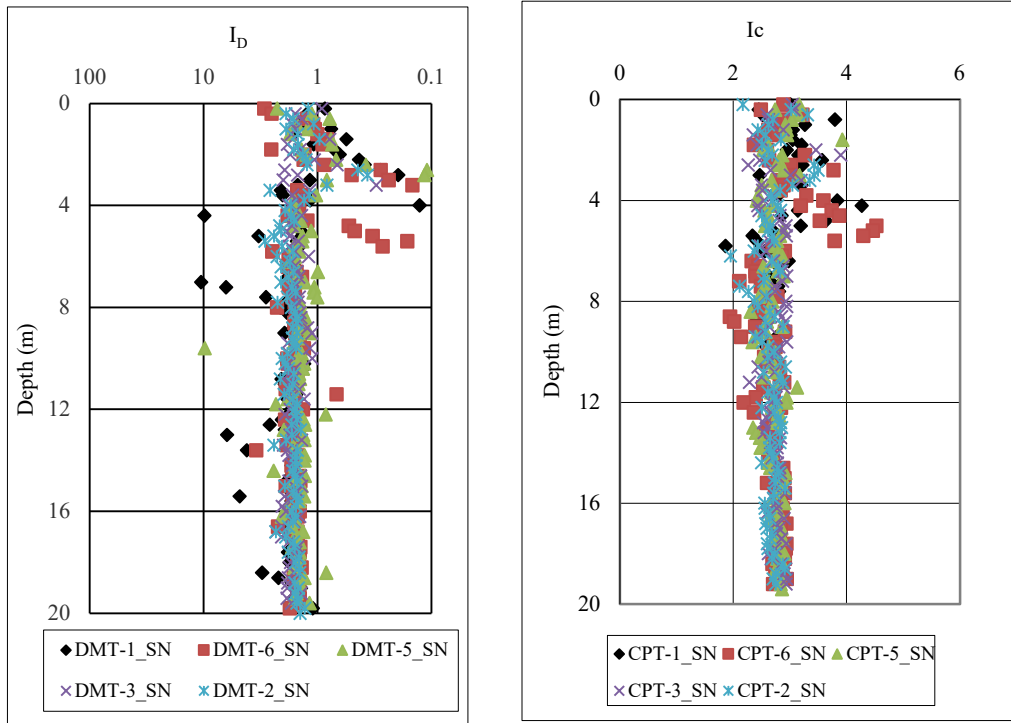 I_D
100 10 1 0.1
0
4
8
12
16
20
Depth (m)
DMT-1_SN DMT-6_SN DMT-5_SN
DMT-3_SN DMT-2_SN
Ic
0 2 4 6
0
4
8
12
16
20
Depth (m)
CPT-1_SN CPT-6_SN CPT-5_SN
CPT-3_SN CPT-2_SN